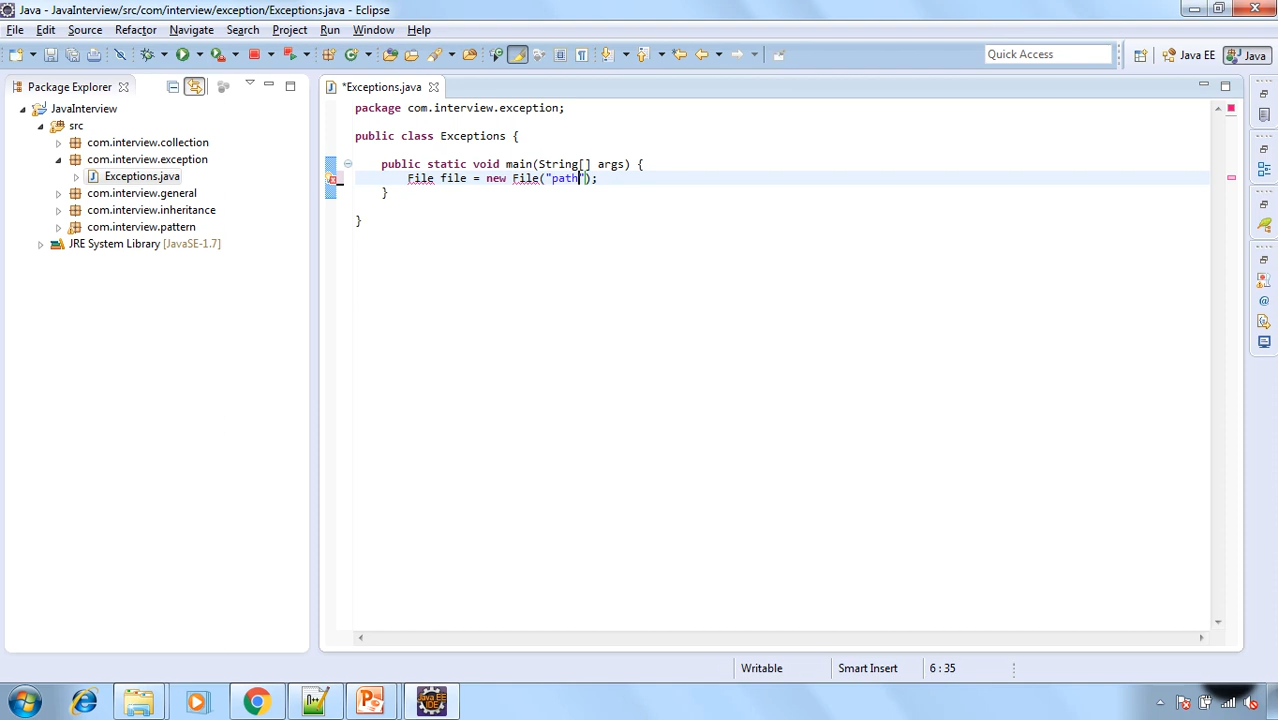 Java - JavaInterview/src/com/interview/exception/Exceptions.java - Eclipse
File Edit Source Refactor Navigate Search Project Run Window Help
Quick Access
Java EE
Java
Package Explorer
*Exceptions.java
JavaInterview
src
com.interview.collection
com.interview.exception
Exceptions.java
com.interview.general
com.interview.inheritance
com.interview.pattern
JRE System Library [JavaSE-1.7]
package com.interview.exception;
public class Exceptions {
public static void main(String[] args) {
File file = new File("path");
}
}
Writable
Smart Insert
6 : 35
Java EE
IDE